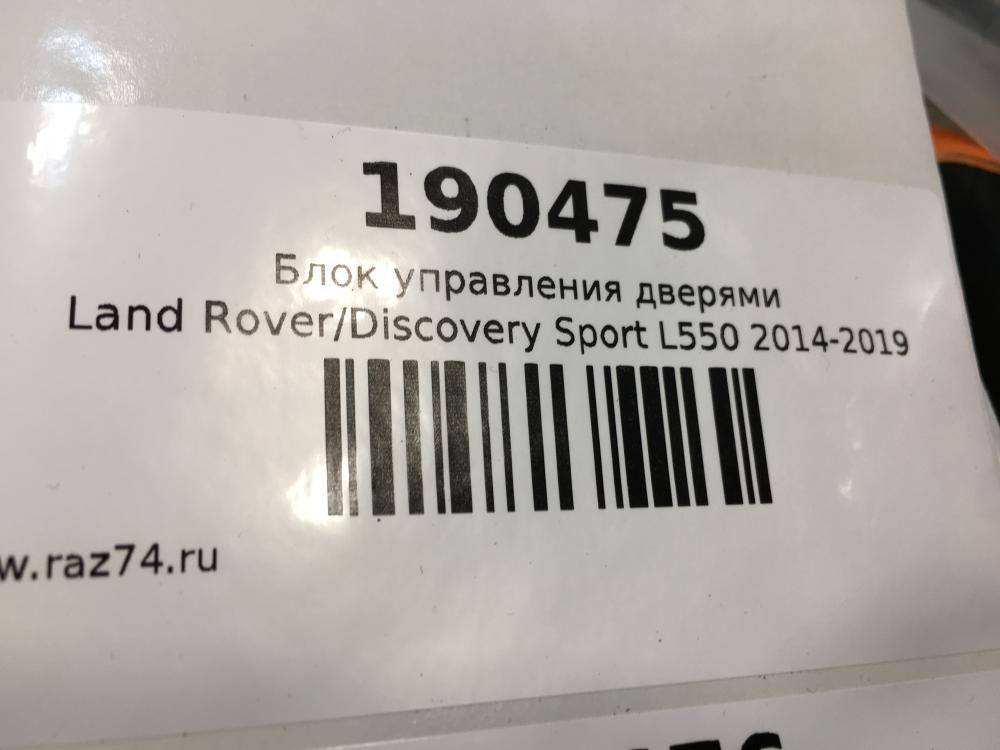 190475
Блок управления дверями
Land Rover/Discovery Sport L550 2014-2019
w.raz74.ru